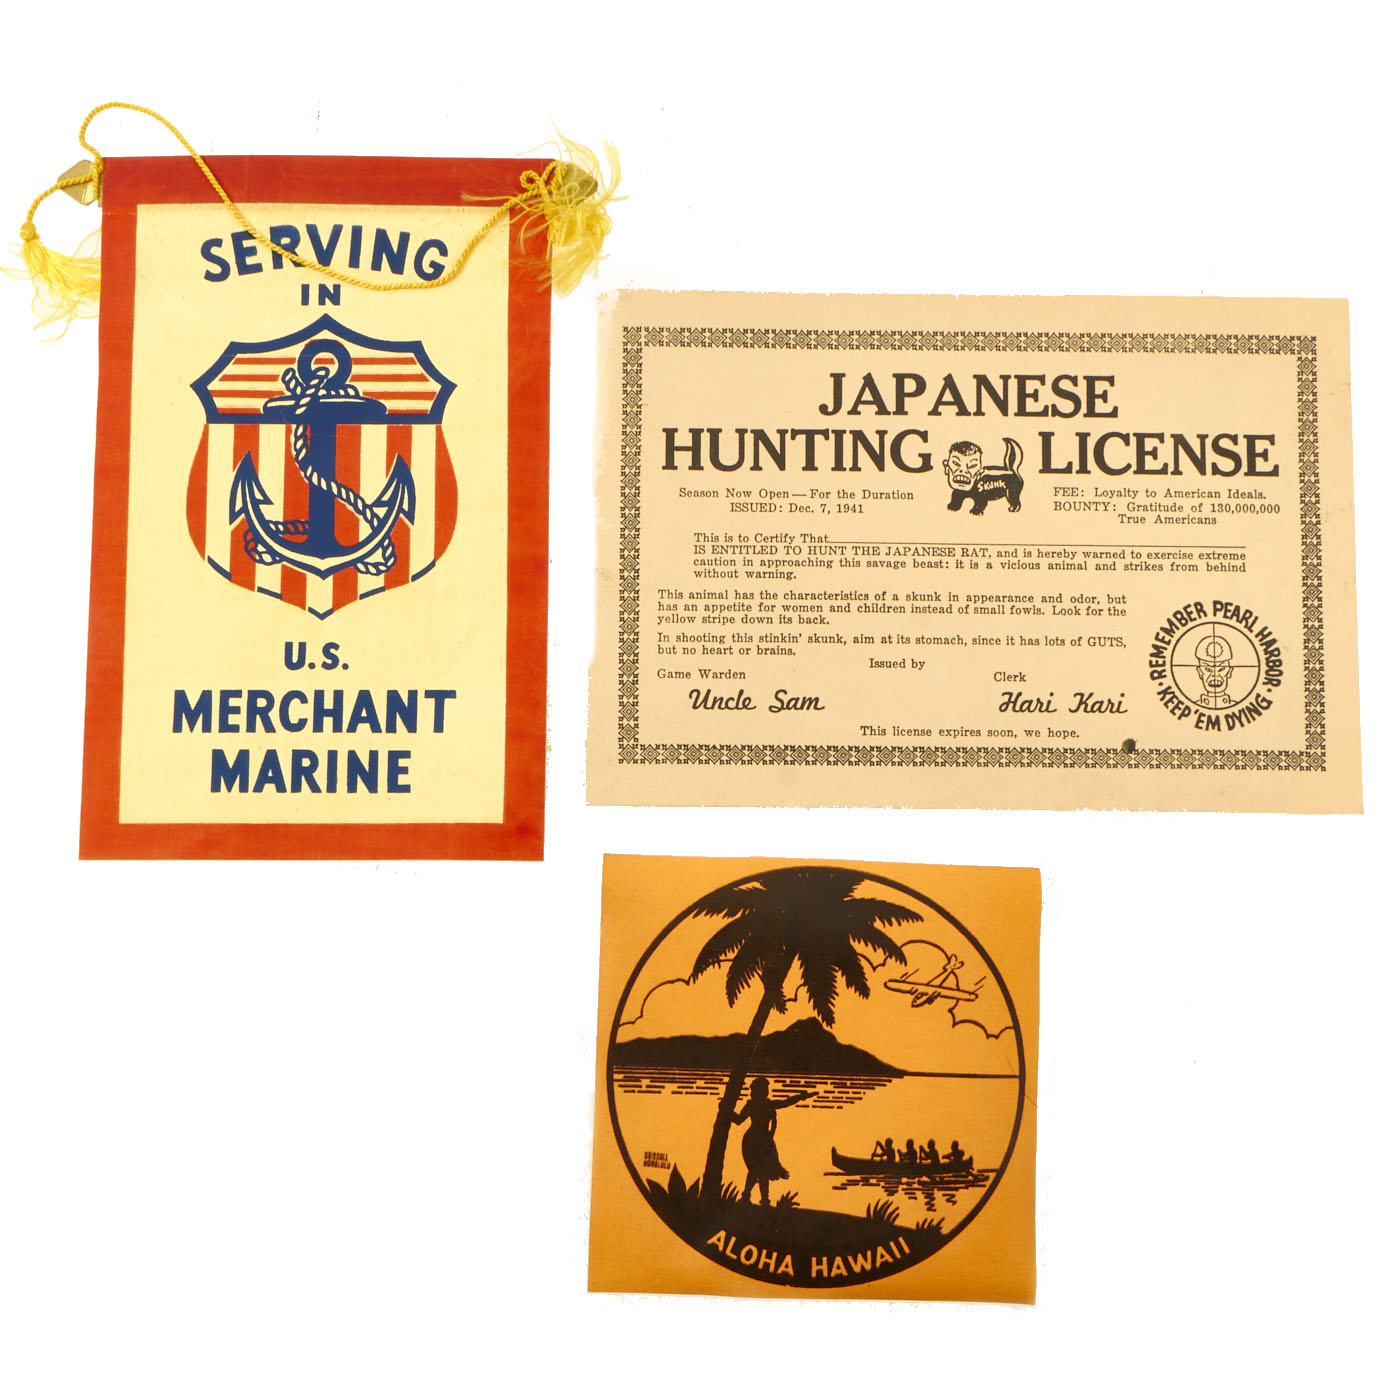 SERVING
IN
U.S.
MERCHANT
MARINE
JAPANESE
HUNTING LICENSE
Skunk
Season Now Open — For the Duration
ISSUED: Dec. 7, 1941
FEE: Loyalty to American Ideals.
BOUNTY: Gratitude of 130,000,000
True Americans
This is to Certify That
IS ENTITLED TO HUNT THE JAPANESE RAT, and is hereby warned to exercise extreme
caution in approaching this savage beast: it is a vicious animal and strikes from behind
without warning.
This animal has the characteristics of a skunk in appearance and odor, but
has an appetite for women and children instead of small fowls. Look for the
yellow stripe down its back.
In shooting this stinkin' skunk, aim at its stomach, since it has lots of GUTS,
but no heart or brains.
Game Warden
Issued by
Clerk
Uncle Sam
Hari Kari
This license expires soon, we hope.
• REMEMBER PEARL HARBOR •
KEEP 'EM DYING
DRISCOLL
HONOLULU
ALOHA HAWAII